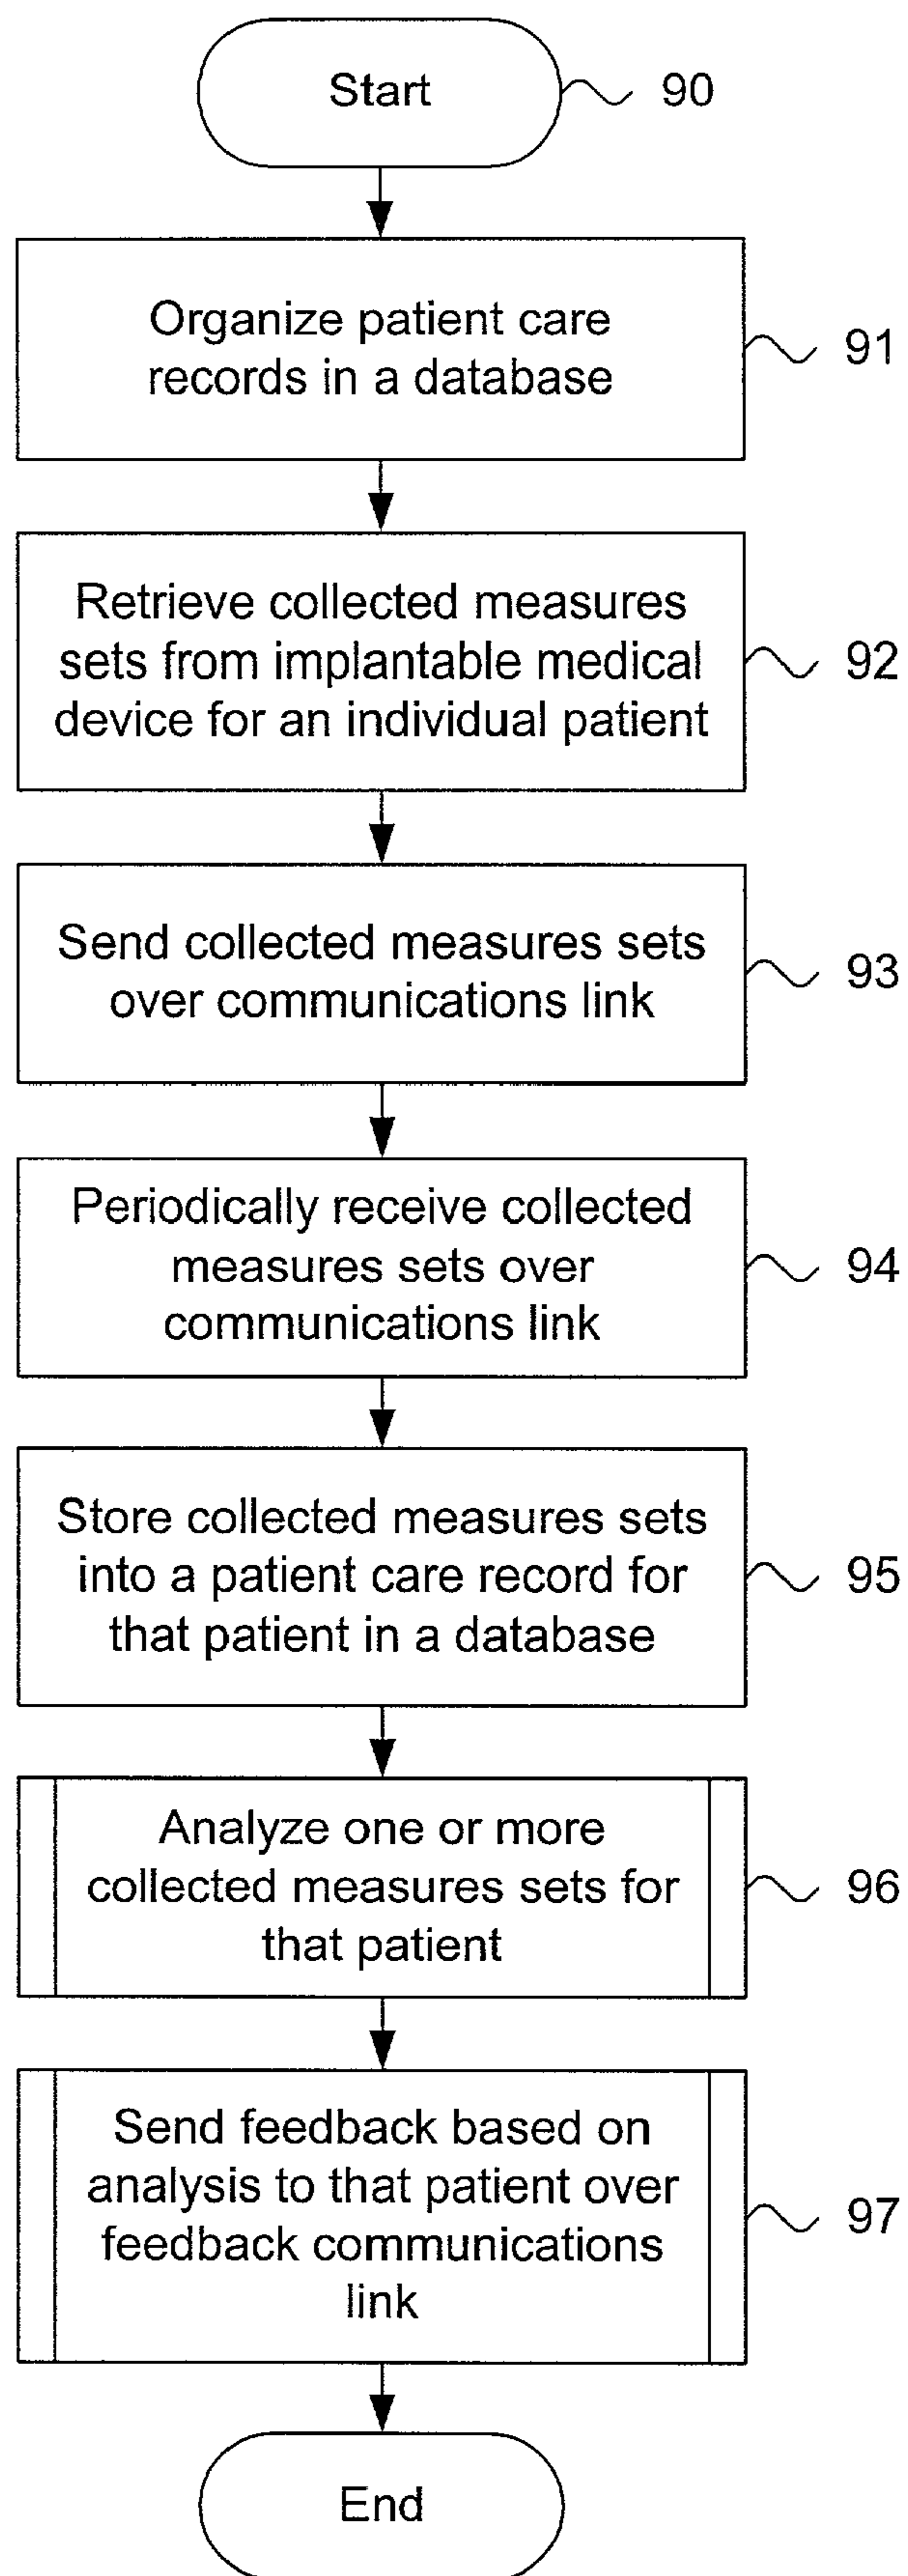 Start
90
Organize patient care
records in a database
91
Retrieve collected measures
sets from implantable medical
device for an individual patient
92
Send collected measures sets
over communications link
93
Periodically receive collected
measures sets over
communications link
94
Store collected measures sets
into a patient care record for
that patient in a database
95
Analyze one or more
collected measures sets for
that patient
96
Send feedback based on
analysis to that patient over
feedback communications
link
97
End